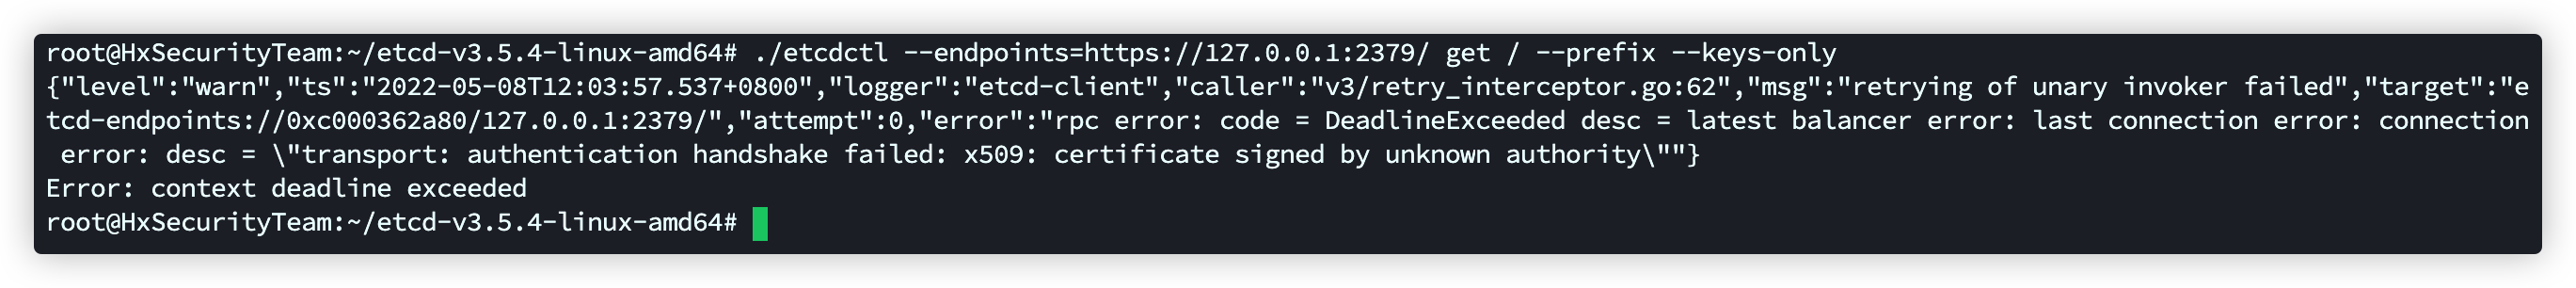 root@HxSecurityTeam:~/etcd-v3.5.4-linux-amd64# ./etcdctl --endpoints=https://127.0.0.1:2379/ get / --prefix --keys-only
{"level":"warn","ts":"2022-05-08T12:03:57.537+0800","logger":"etcd-client","caller":"v3/retry_interceptor.go:62","msg":"retrying of unary invoker failed","target":"e
tcd-endpoints://0xc000362a80/127.0.0.1:2379/","attempt":0,"error":"rpc error: code = DeadlineExceeded desc = latest balancer error: last connection error: connection
 error: desc = \"transport: authentication handshake failed: x509: certificate signed by unknown authority\""}
Error: context deadline exceeded
root@HxSecurityTeam:~/etcd-v3.5.4-linux-amd64#